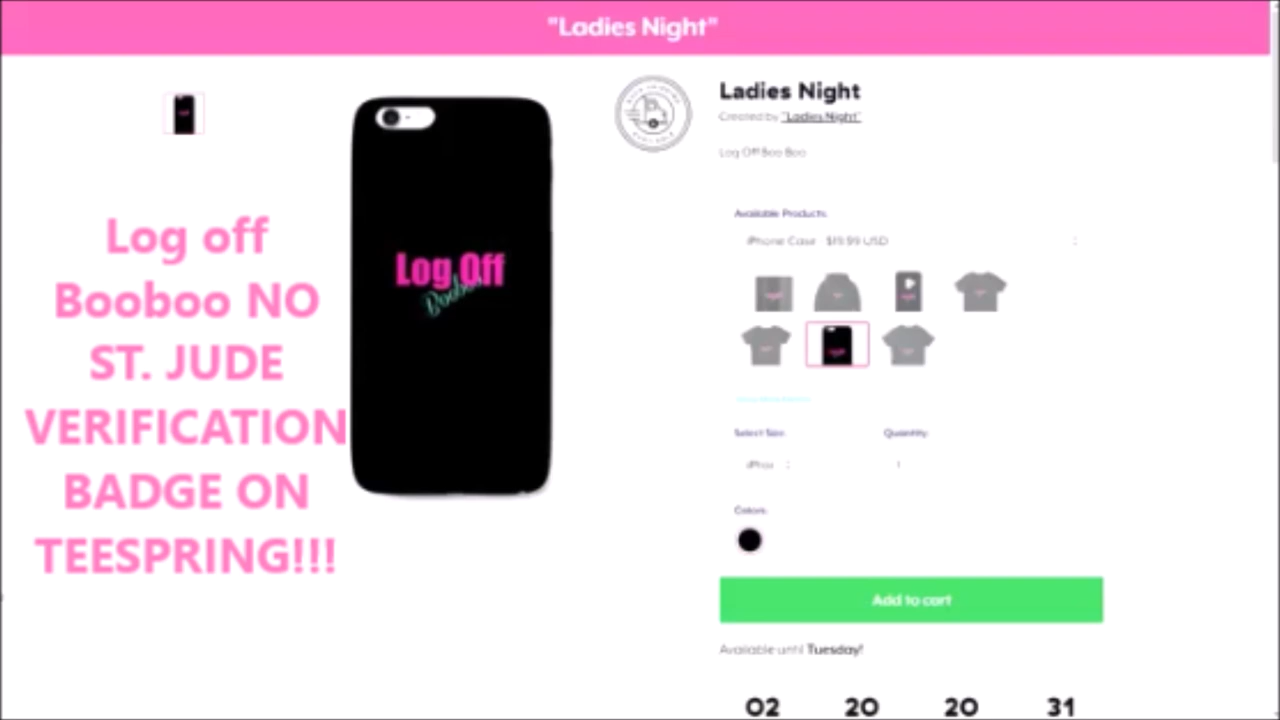 "Ladies Night"
Ladies Night
Created by "Ladies Night"
Log Off Boo Boo
Log off
Booboo NO
ST. JUDE
VERIFICATION
BADGE ON
TEESPRING!!!
Log Off
Available Products:
iPhone Case $19.99 USD
Select Size:
Quantity:
1
Colors:
Add to cart
Available until Tuesday!
02 20 20 31